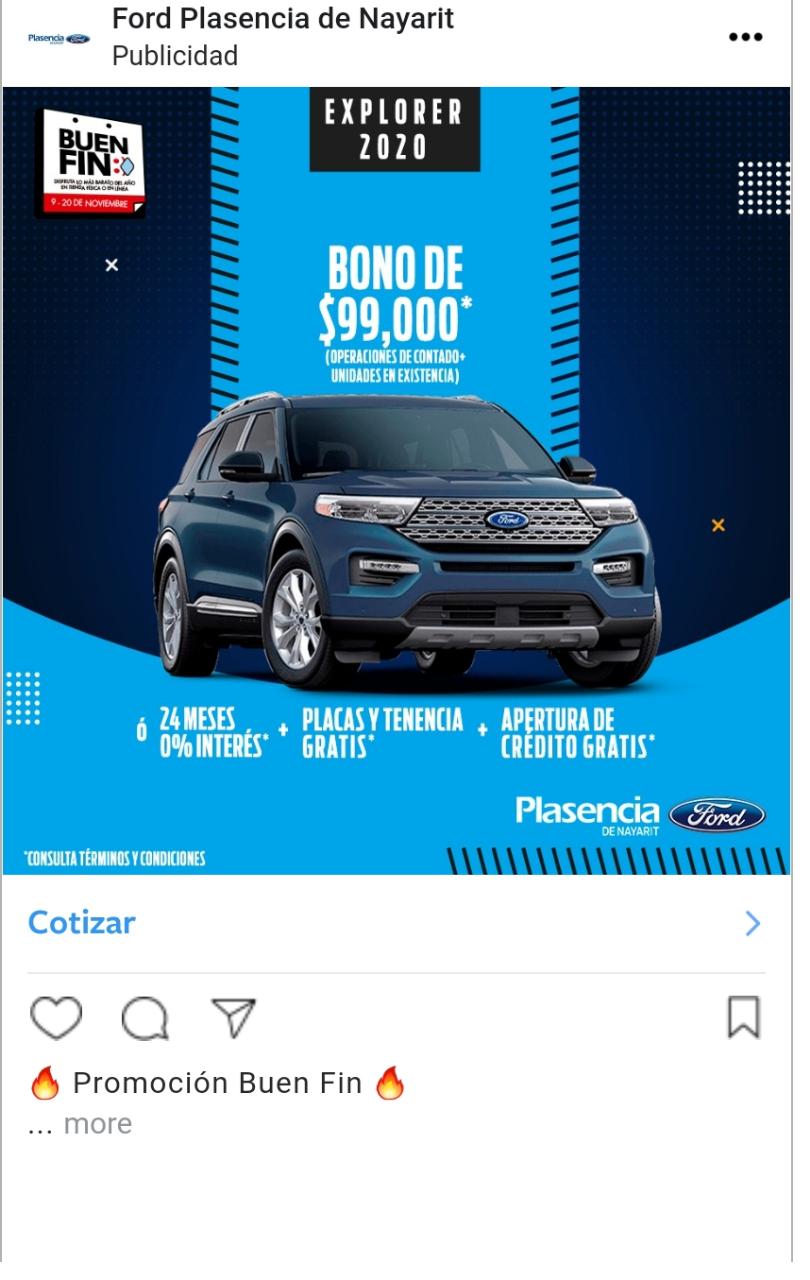 Plasencia Ford
Ford Plasencia de Nayarit
Publicidad
BUEN
FIN
DISFRUTA LO MÁS BARATO DEL AÑO
EN TIENDA FÍSICA O EN LÍNEA
9 - 20 DE NOVIEMBRE
EXPLORER
2020
BONO DE
$99,000*
(OPERACIONES DE CONTADO+
UNIDADES EN EXISTENCIA)
Ford
ó 24 MESES + PLACAS Y TENENCIA + APERTURA DE
0% INTERÉS* GRATIS* CRÉDITO GRATIS*
Plasencia Ford
DE NAYARIT
*CONSULTA TÉRMINOS Y CONDICIONES
Cotizar
🔥 Promoción Buen Fin 🔥
... more